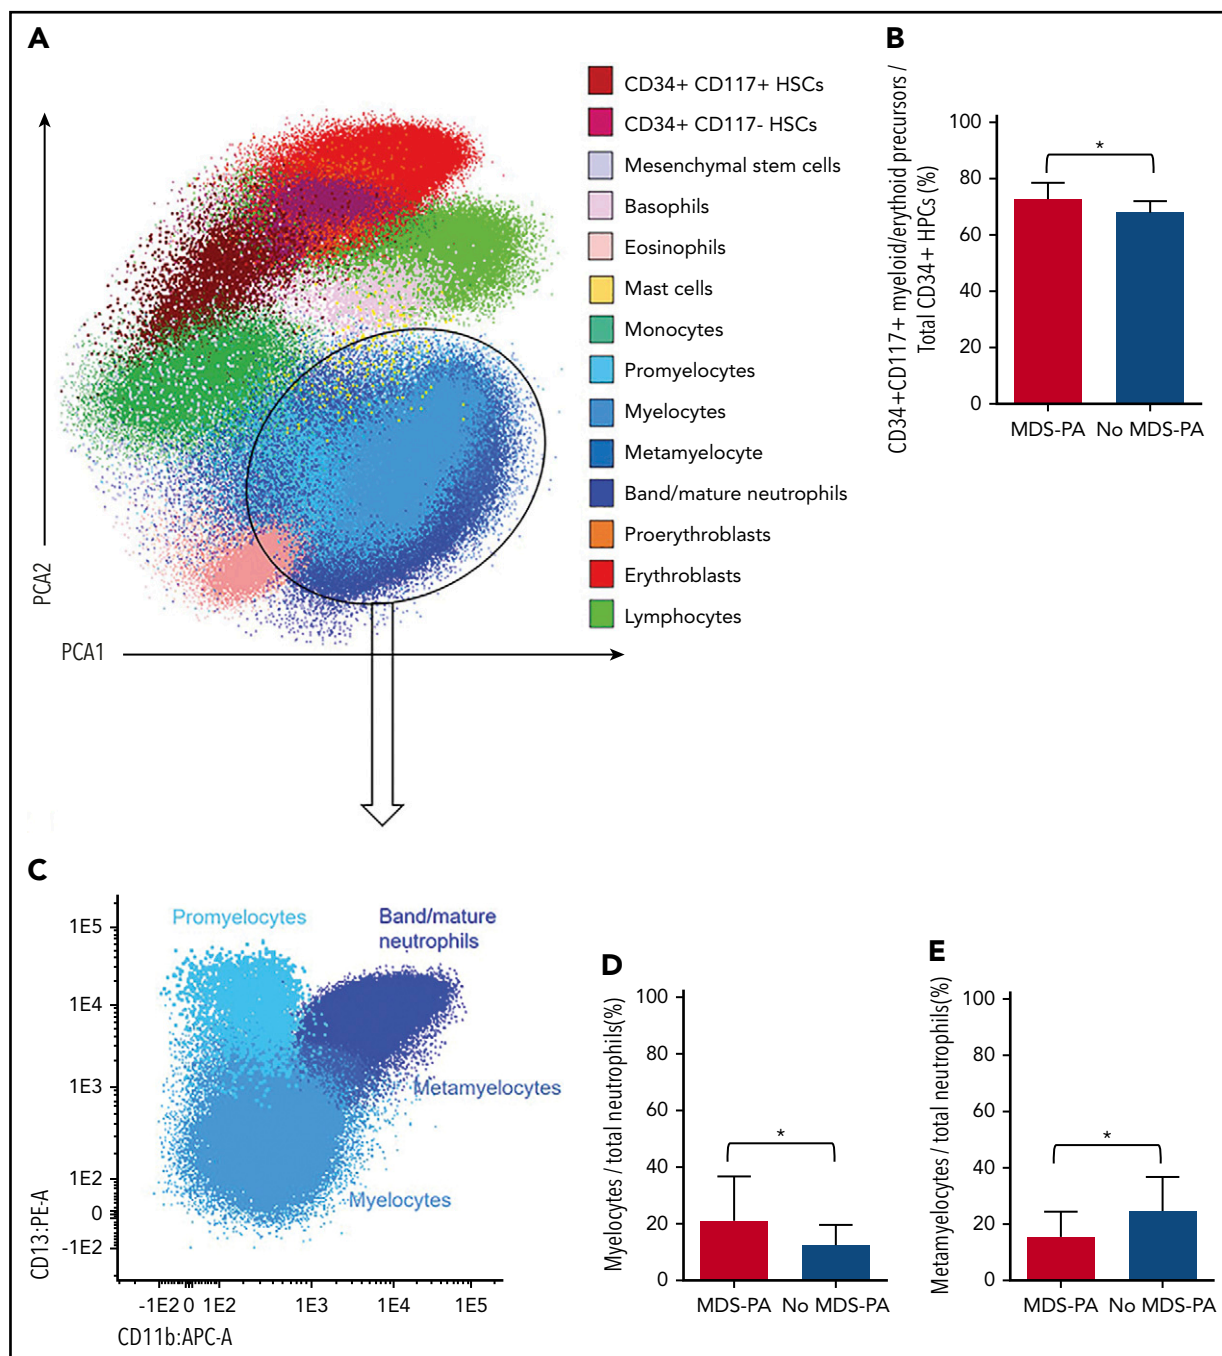 A
CD34+ CD117+ HSCs
CD34+ CD117- HSCs
Mesenchymal stem cells
Basophils
Eosinophils
Mast cells
Monocytes
Promyelocytes
Myelocytes
Metamyelocyte
Band/mature neutrophils
Proerythroblasts
Erythroblasts
Lymphocytes
PCA2
PCA1
B
CD34+CD117+ myeloid/erythoid precursors /
Total CD34+ HPCs (%)
100
80
60
40
20
0
*
MDS-PA No MDS-PA
C
Promyelocytes
Band/mature
neutrophils
Metamyelocytes
Myelocytes
CD13:PE-A
1E5
1E4
1E3
1E2
0
-1E2
-1E2 0 1E2 1E3 1E4 1E5
CD11b:APC-A
D
Myelocytes / total neutrophils(%)
100
80
60
40
20
0
*
MDS-PA No MDS-PA
E
Metamyelocytes / total neutrophils(%)
100
80
60
40
20
0
*
MDS-PA No MDS-PA